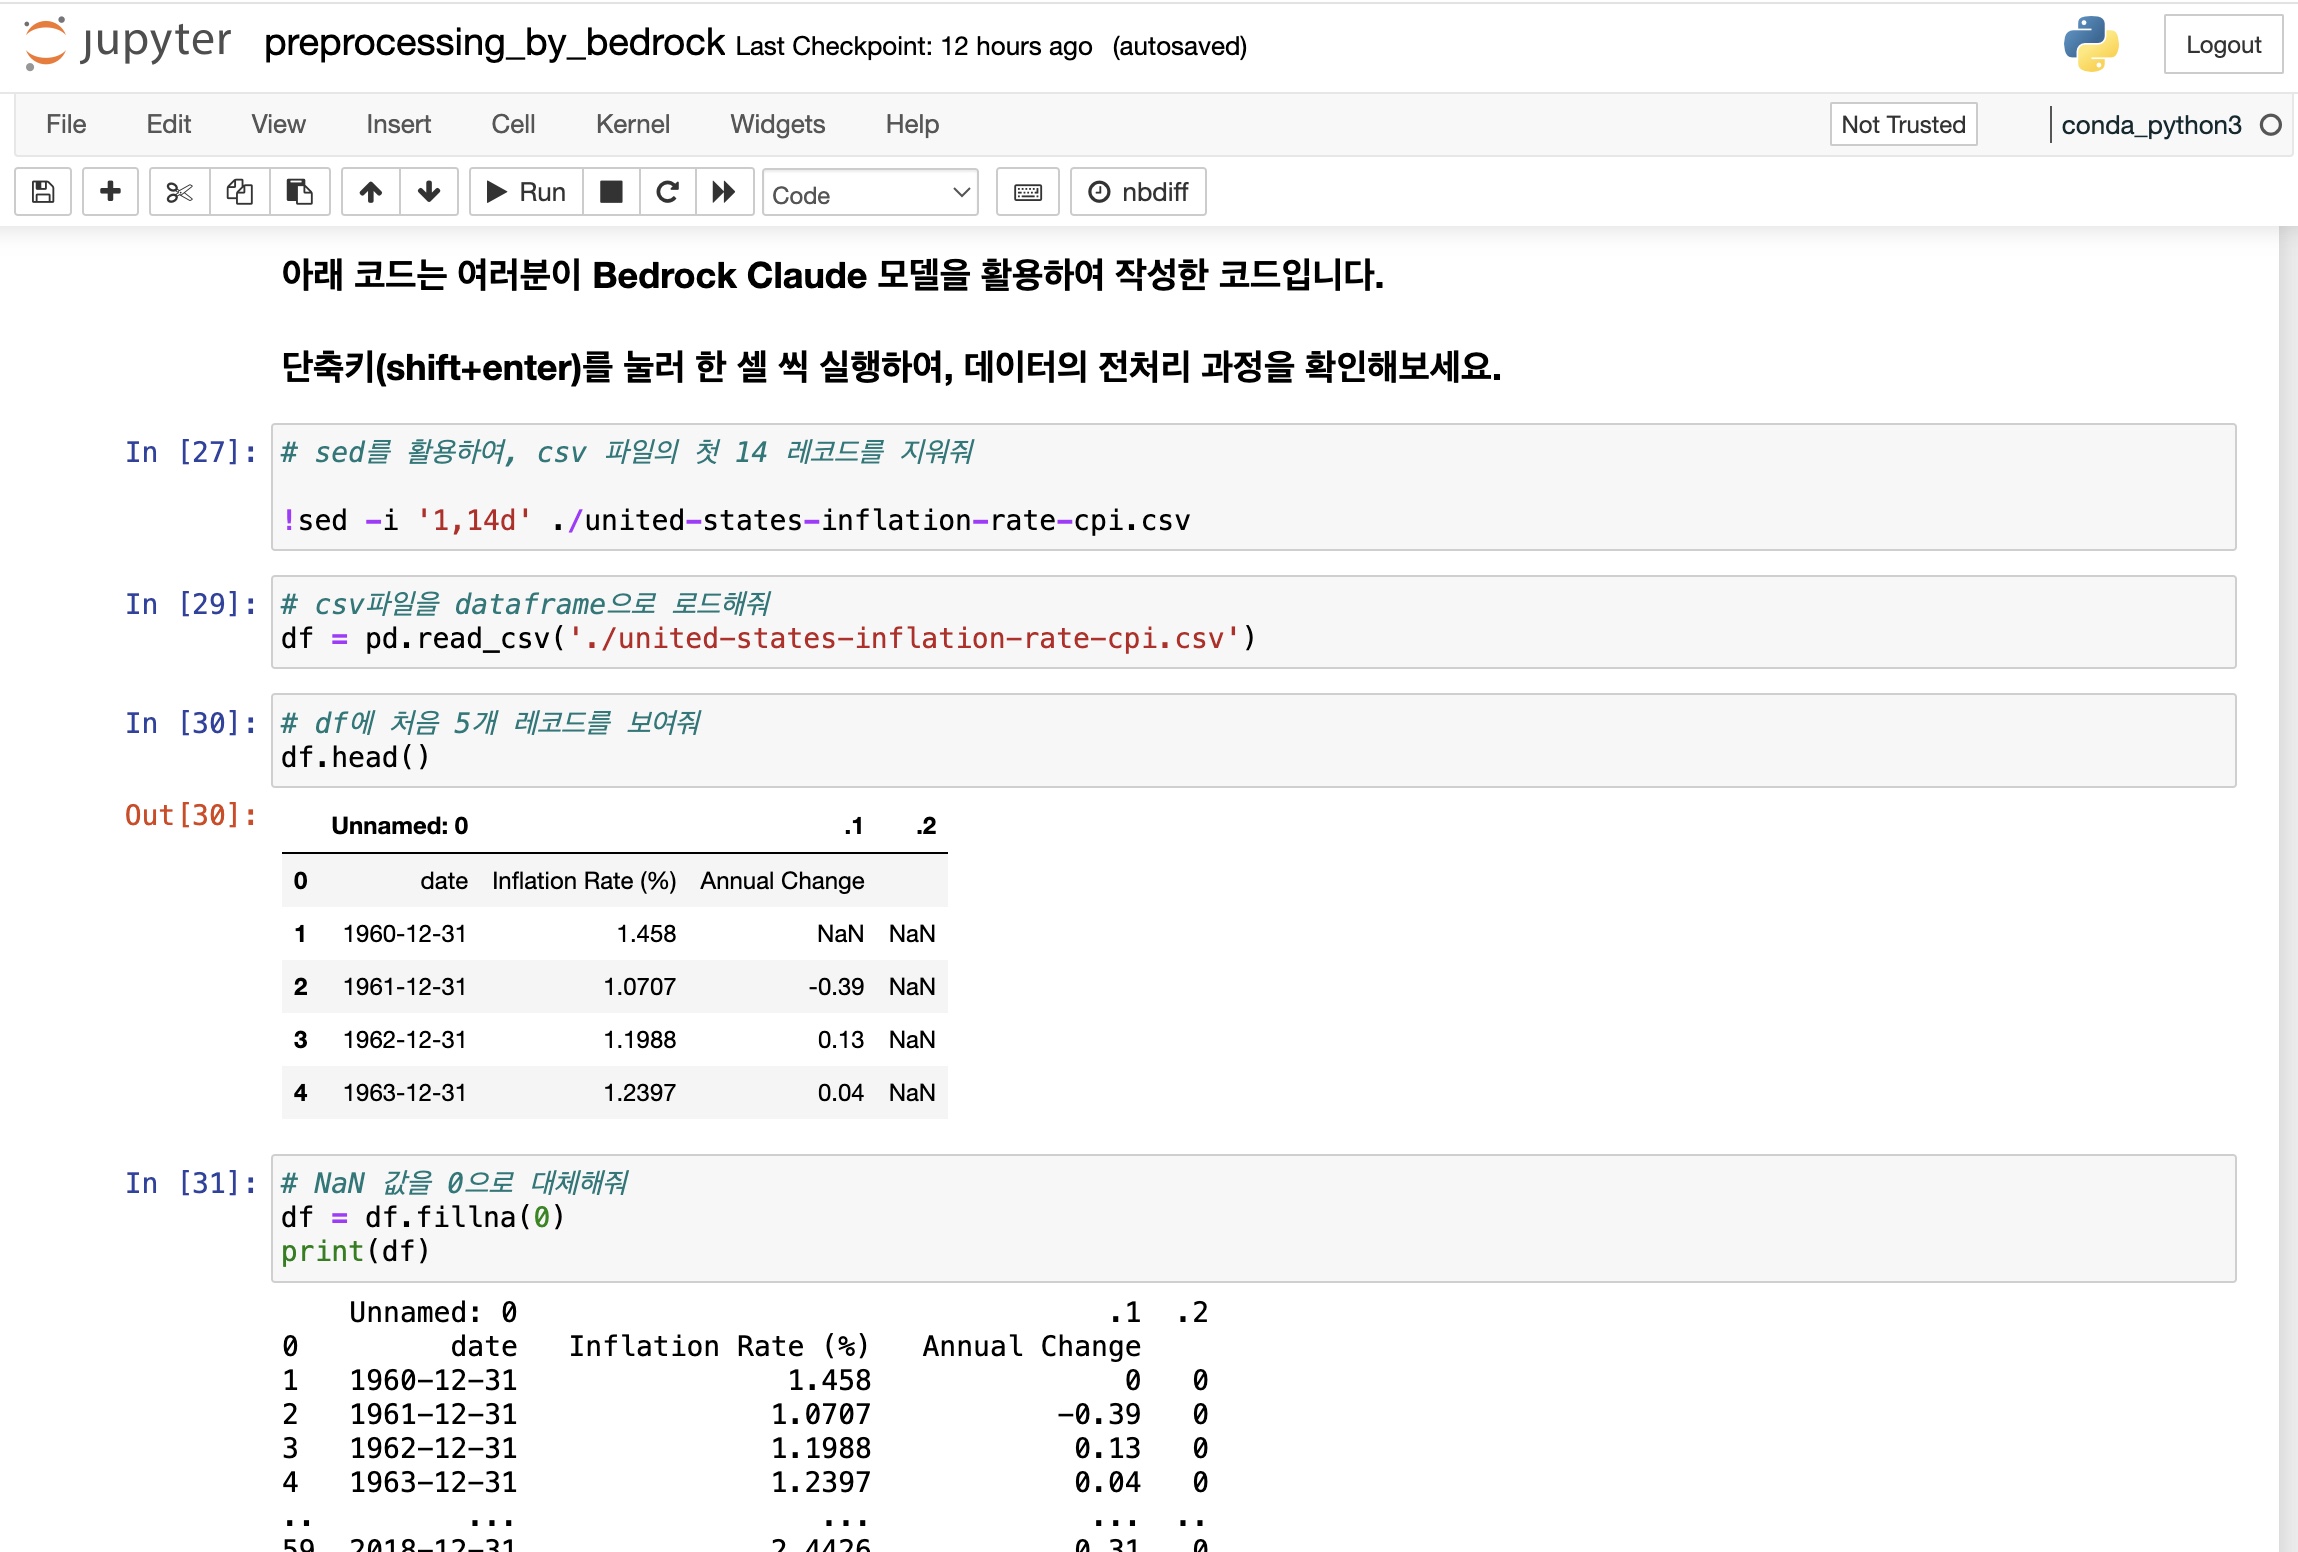 jupyter preprocessing_by_bedrock Last Checkpoint: 12 hours ago (autosaved) Logout
File Edit View Insert Cell Kernel Widgets Help Not Trusted conda_python3
Run Code nbdiff
아래 코드는 여러분이 Bedrock Claude 모델을 활용하여 작성한 코드입니다.
단축키(shift+enter)를 눌러 한 셀 씩 실행하여, 데이터의 전처리 과정을 확인해보세요.
In [27]: # sed를 활용하여, csv 파일의 첫 14 레코드를 지워줘
!sed -i '1,14d' ./united-states-inflation-rate-cpi.csv
In [29]: # csv파일을 dataframe으로 로드해줘
df = pd.read_csv('./united-states-inflation-rate-cpi.csv')
In [30]: # df에 처음 5개 레코드를 보여줘
df.head()
Out[30]:
Unnamed: 0 .1 .2
0 date Inflation Rate (%) Annual Change
1 1960-12-31 1.458 NaN NaN
2 1961-12-31 1.0707 -0.39 NaN
3 1962-12-31 1.1988 0.13 NaN
4 1963-12-31 1.2397 0.04 NaN
In [31]: # NaN 값을 0으로 대체해줘
df = df.fillna(0)
print(df)
Unnamed: 0 .1 .2
0 date Inflation Rate (%) Annual Change
1 1960-12-31 1.458 0 0
2 1961-12-31 1.0707 -0.39 0
3 1962-12-31 1.1988 0.13 0
4 1963-12-31 1.2397 0.04 0
.. ... ... ... ..
59 2018-12-31 2.4426 0.31 0